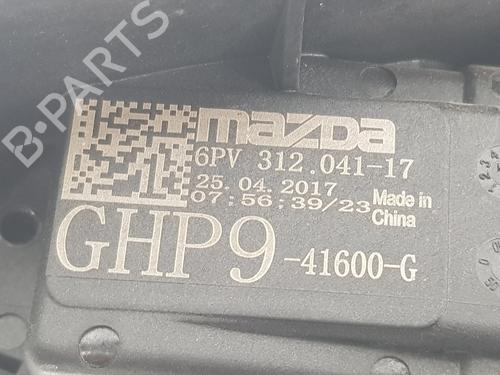 B-PARTS
mazda
6PV 312.041-17
25.04.2017
07:56:39/23
Made in
China
GHP9-41600-G